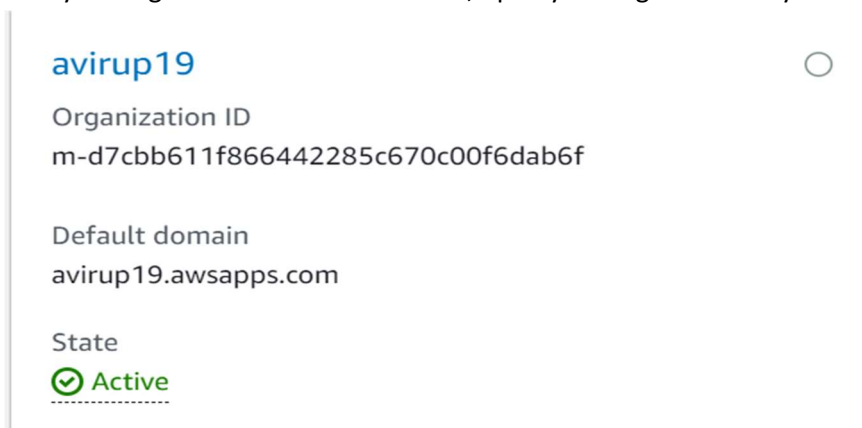 avirup19
Organization ID
m-d7cbb611f866442285c670c00f6dab6f
Default domain
avirup19.awsapps.com
State
Active